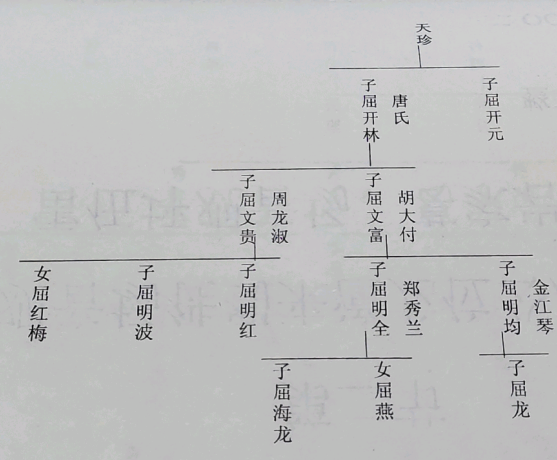 天珍
子屈开林
唐氏
子屈开元
子屈文贵
周龙淑
子屈文富
胡大付
女屈红梅
子屈明波
子屈明红
子屈明全
郑秀兰
子屈明均
金江琴
子屈海龙
女屈燕
子屈龙